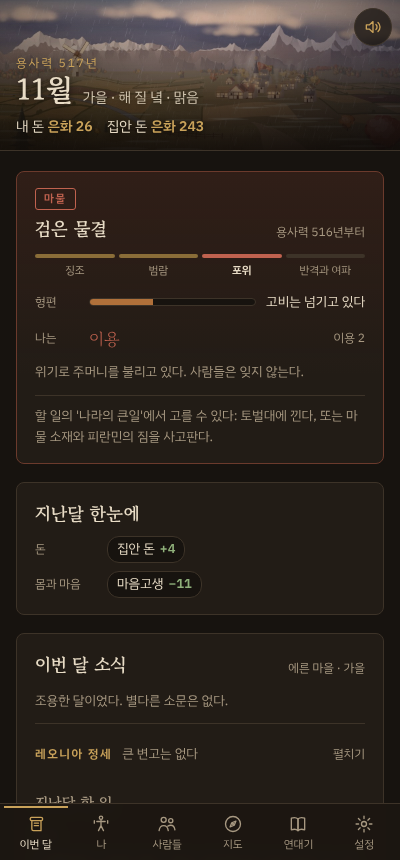 용사력 517년
11월 가을 · 해 질 녘 · 맑음
내 돈 은화 26 집안 돈 은화 243
마물
검은 물결 용사력 516년부터
징조 범람 포위 반격과 여파
형편 고비는 넘기고 있다
나는 이용 이용 2
위기로 주머니를 불리고 있다. 사람들은 잊지 않는다.
할 일의 '나라의 큰일'에서 고를 수 있다: 토벌대에 낀다, 또는 마
물 소재와 피란민의 짐을 사고판다.
지난달 한눈에
돈 집안 돈 +4
몸과 마음 마음고생 −11
이번 달 소식 에른 마을 · 가을
조용한 달이었다. 별다른 소문은 없다.
레오니아 정세 큰 변고는 없다 펼치기
지난달 한 일
이번 달 나 사람들 지도 연대기 설정